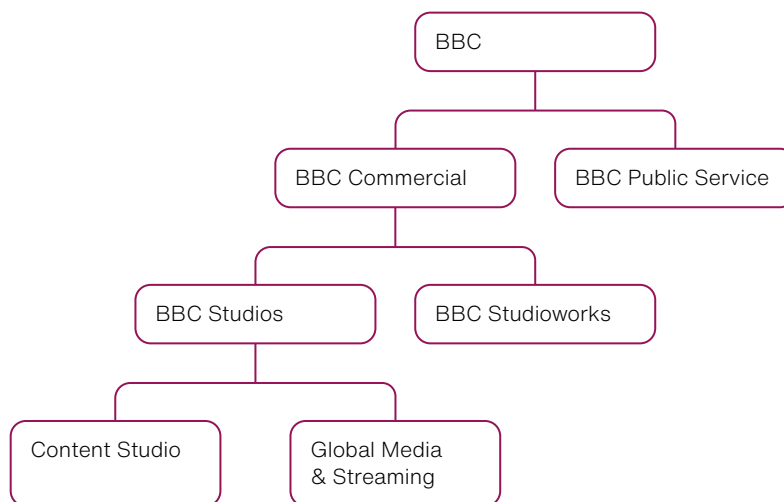 BBC
BBC Commercial
BBC Public Service
BBC Studios
BBC Studioworks
Content Studio
Global Media
& Streaming